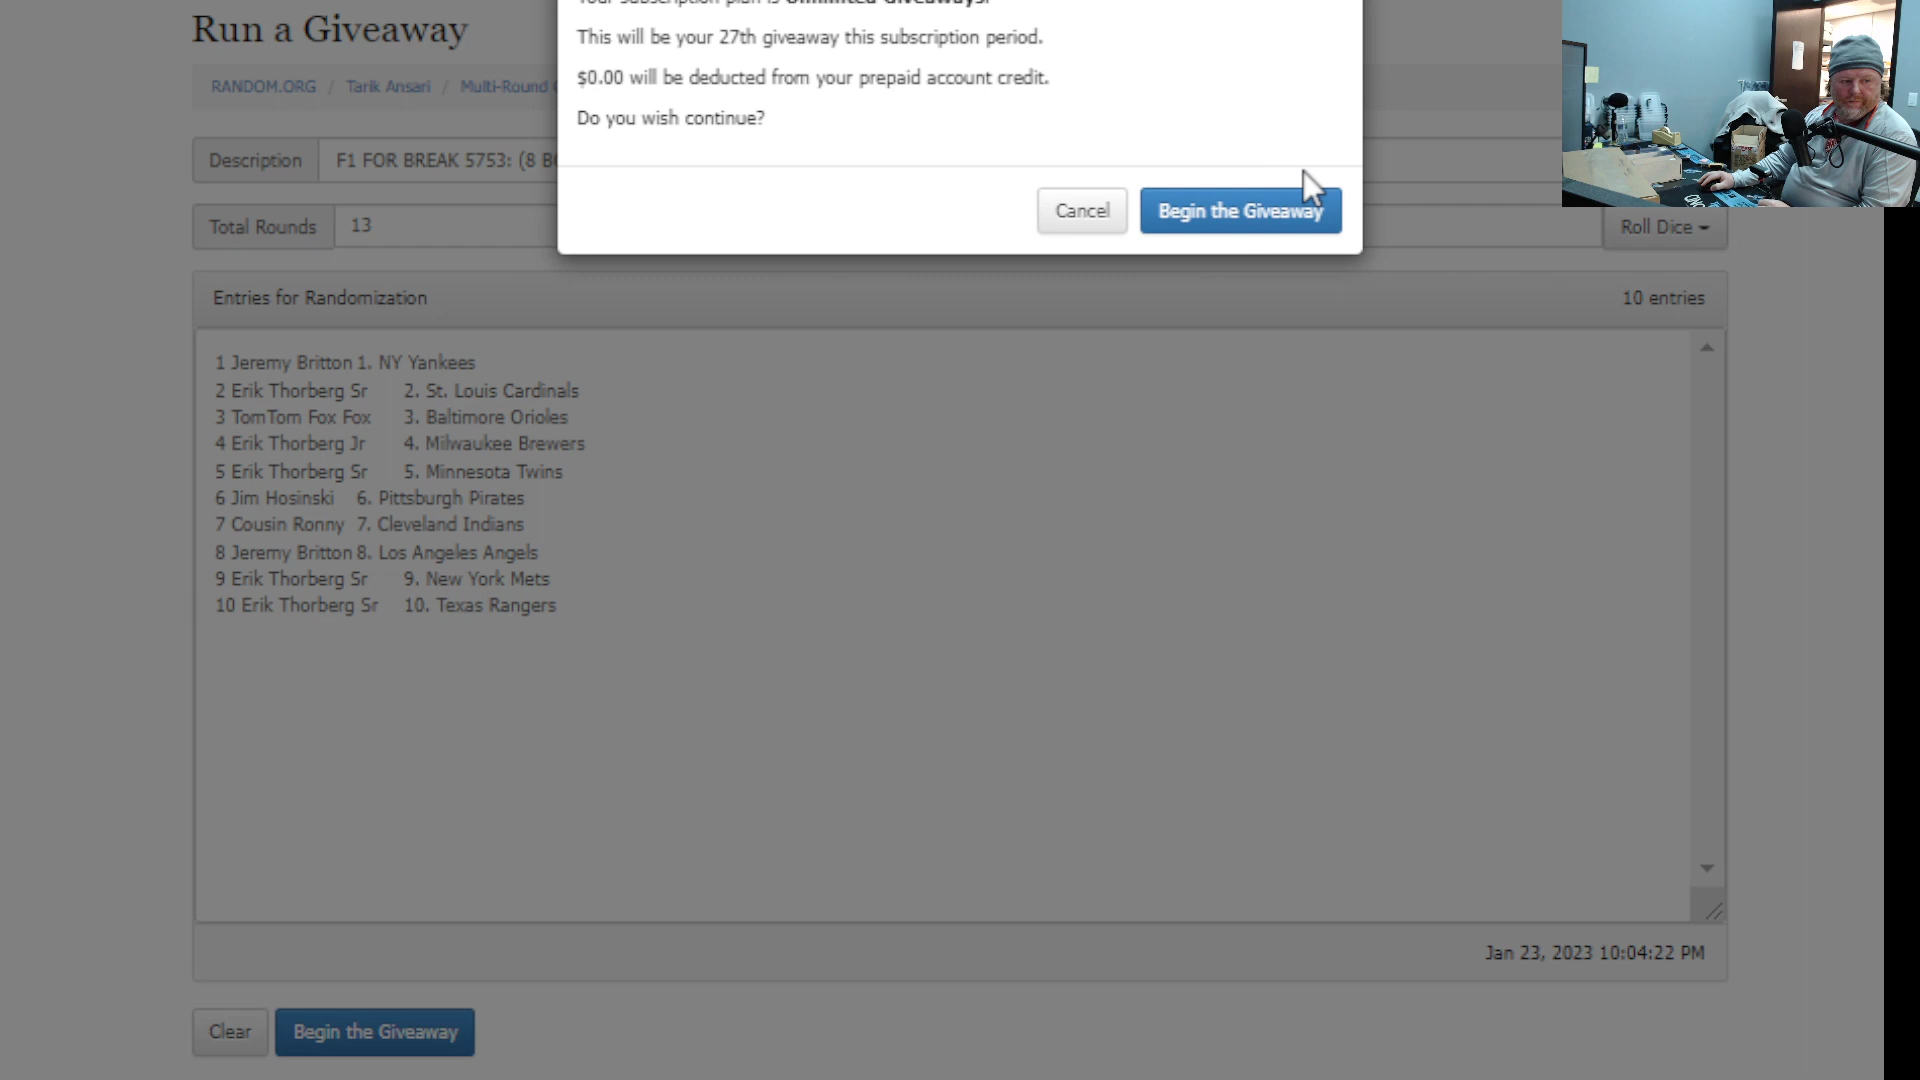 Run a Giveaway
Your subscription plan is Unlimited Giveaways.
This will be your 27th giveaway this subscription period.
$0.00 will be deducted from your prepaid account credit.
Do you wish continue?
Cancel
Begin the Giveaway
RANDOM.ORG / Tarik Ansari / Multi-Round
Description
F1 FOR BREAK 5753: (8 B
Total Rounds
13
Roll Dice
Entries for Randomization
10 entries
1 Jeremy Britton 1. NY Yankees
2 Erik Thorberg Sr 2. St. Louis Cardinals
3 TomTom Fox Fox 3. Baltimore Orioles
4 Erik Thorberg Jr 4. Milwaukee Brewers
5 Erik Thorberg Sr 5. Minnesota Twins
6 Jim Hosinski 6. Pittsburgh Pirates
7 Cousin Ronny 7. Cleveland Indians
8 Jeremy Britton 8. Los Angeles Angels
9 Erik Thorberg Sr 9. New York Mets
10 Erik Thorberg Sr 10. Texas Rangers
Jan 23, 2023 10:04:22 PM
Clear
Begin the Giveaway